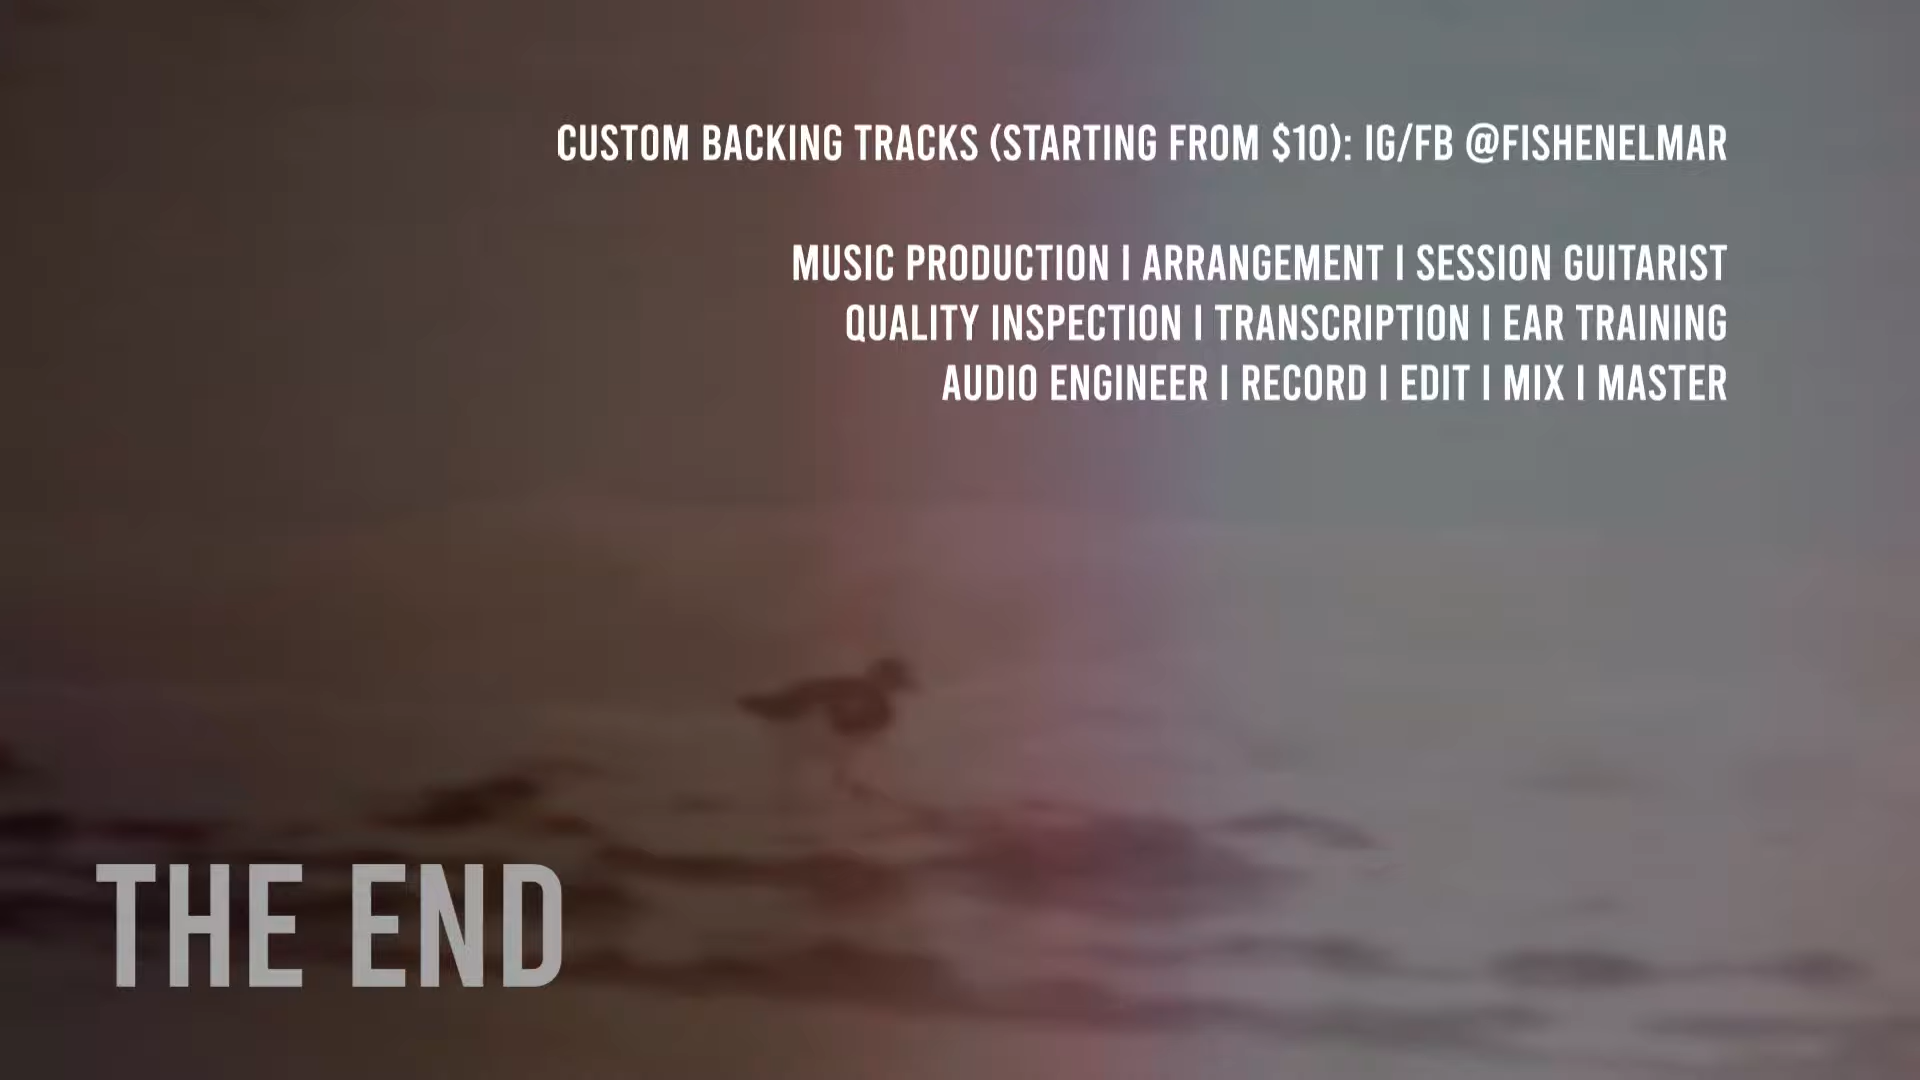 CUSTOM BACKING TRACKS (STARTING FROM $10): IG/FB @FISHENELMAR
MUSIC PRODUCTION | ARRANGEMENT | SESSION GUITARIST
QUALITY INSPECTION | TRANSCRIPTION | EAR TRAINING
AUDIO ENGINEER | RECORD | EDIT | MIX | MASTER
THE END